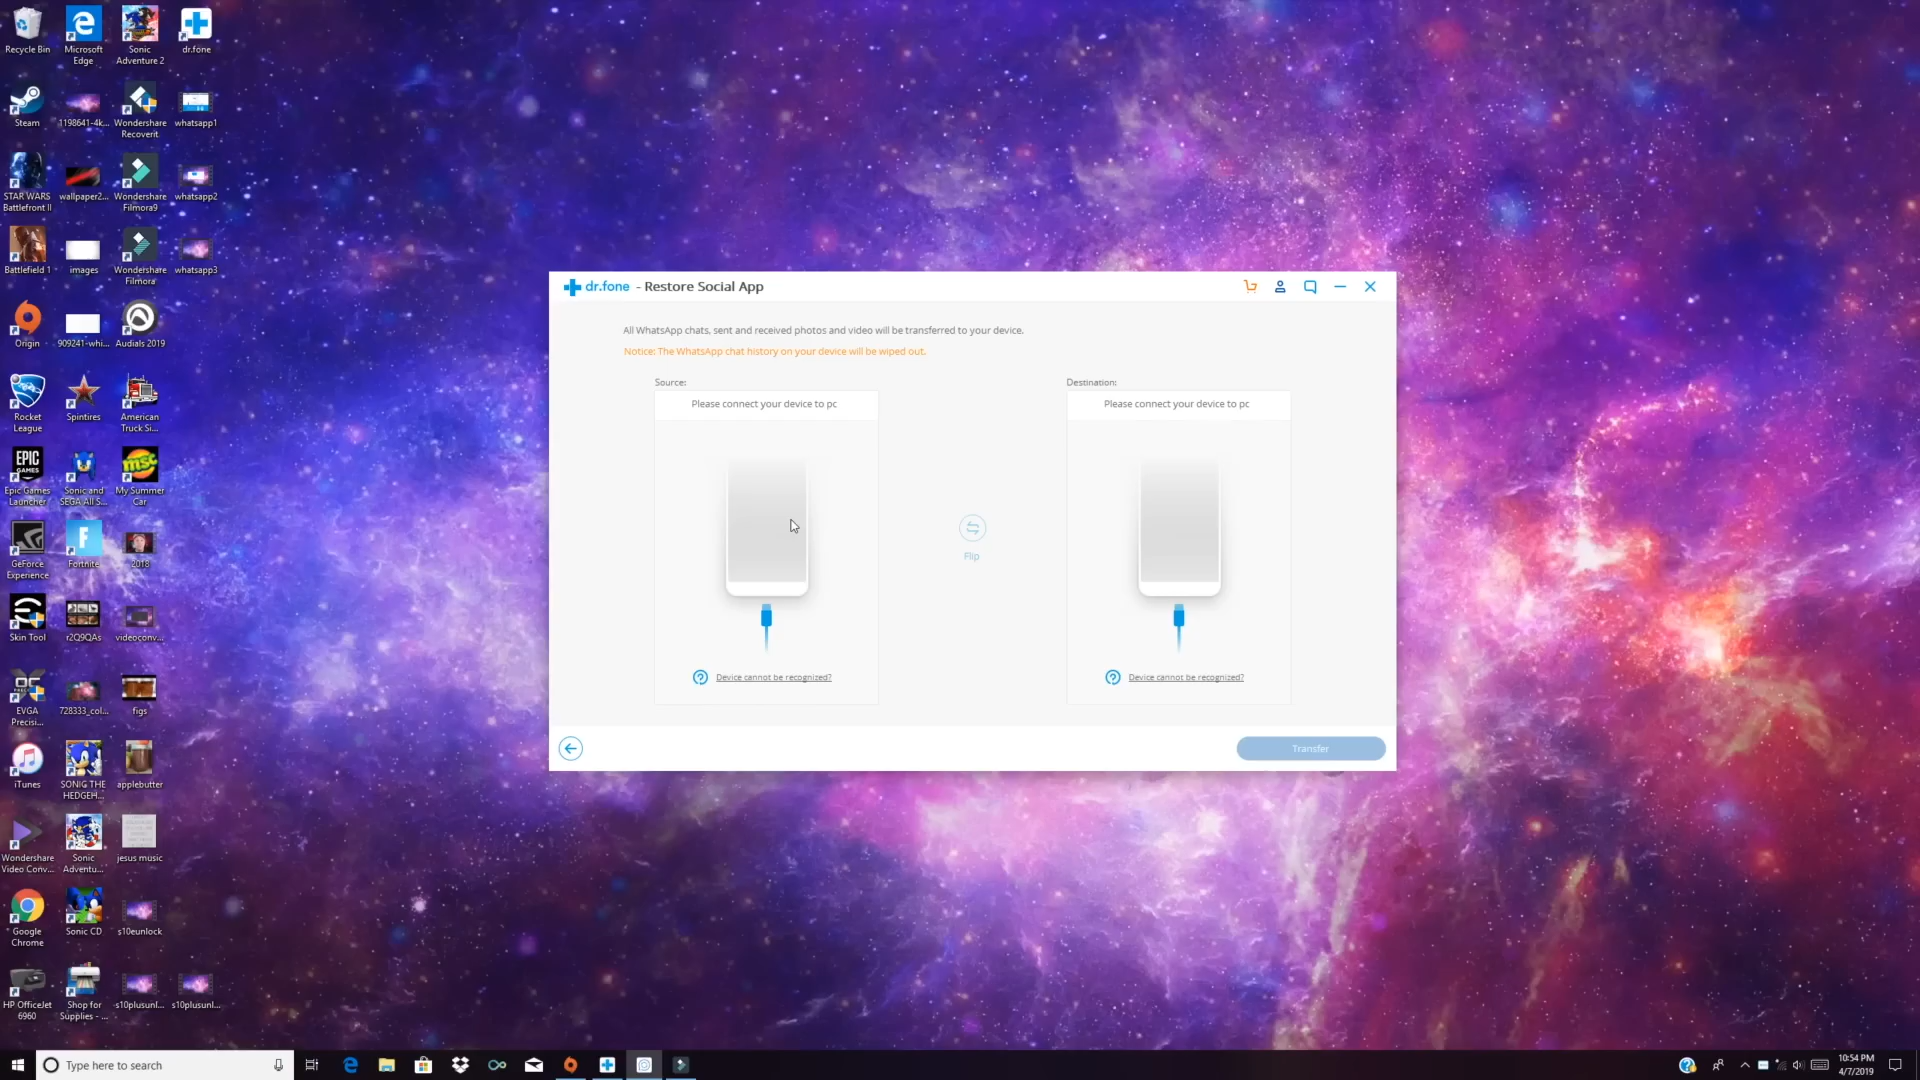 Recycle Bin
Microsoft
Edge
Sonic
Adventure 2
dr.fone
Steam
1198641-4k...
Wondershare
Recoverit
whatsapp1
STAR WARS
Battlefront II
wallpaper2...
Wondershare
Filmora9
whatsapp2
Battlefield 1
images
Wondershare
Filmora
whatsapp3
Origin
909241-whi...
Audials 2019
Rocket
League
Spintires
American
Truck Si...
EPIC
GAMES
Epic Games
Launcher
Sonic and
SEGA All S...
msc
My Summer
Car
GeForce
Experience
F
Fortnite
2018
Skin Tool
r2Q9QAs
videoconv...
EVGA
Precisi...
728333_col...
figs
iTunes
SONIC THE
HEDGEH...
applebutter
Wondershare
Video Conv...
Sonic
Adventu...
jesus music
Google
Chrome
Sonic CD
s10eunlock
HP OfficeJet
6960
Shop for
Supplies - ...
s10plusunl...
s10plusunl...
dr.fone - Restore Social App
All WhatsApp chats, sent and received photos and video will be transferred to your device.
Notice: The WhatsApp chat history on your device will be wiped out.
Source:
Destination:
Please connect your device to pc
Please connect your device to pc
Flip
Device cannot be recognized?
Device cannot be recognized?
Transfer
Type here to search
10:54 PM
4/7/2019